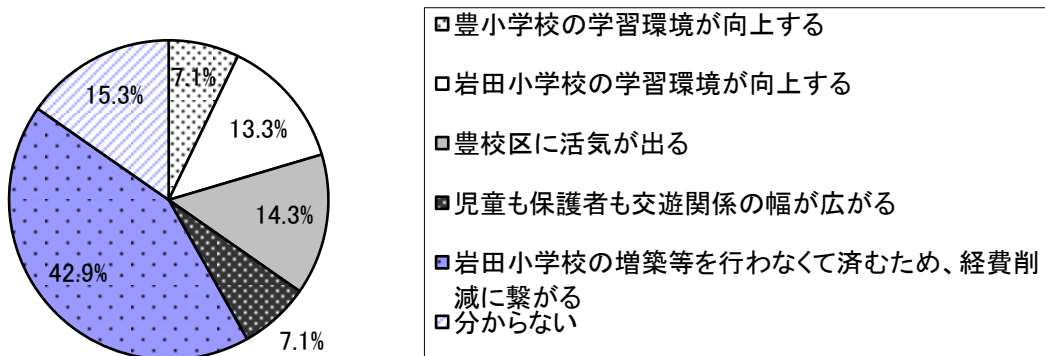 7.1%
13.3%
14.3%
7.1%
42.9%
15.3%
豊小学校の学習環境が向上する
岩田小学校の学習環境が向上する
豊校区に活気が出る
児童も保護者も交遊関係の幅が広がる
岩田小学校の増築等を行わなくて済むため、経費削
減に繋がる
分からない